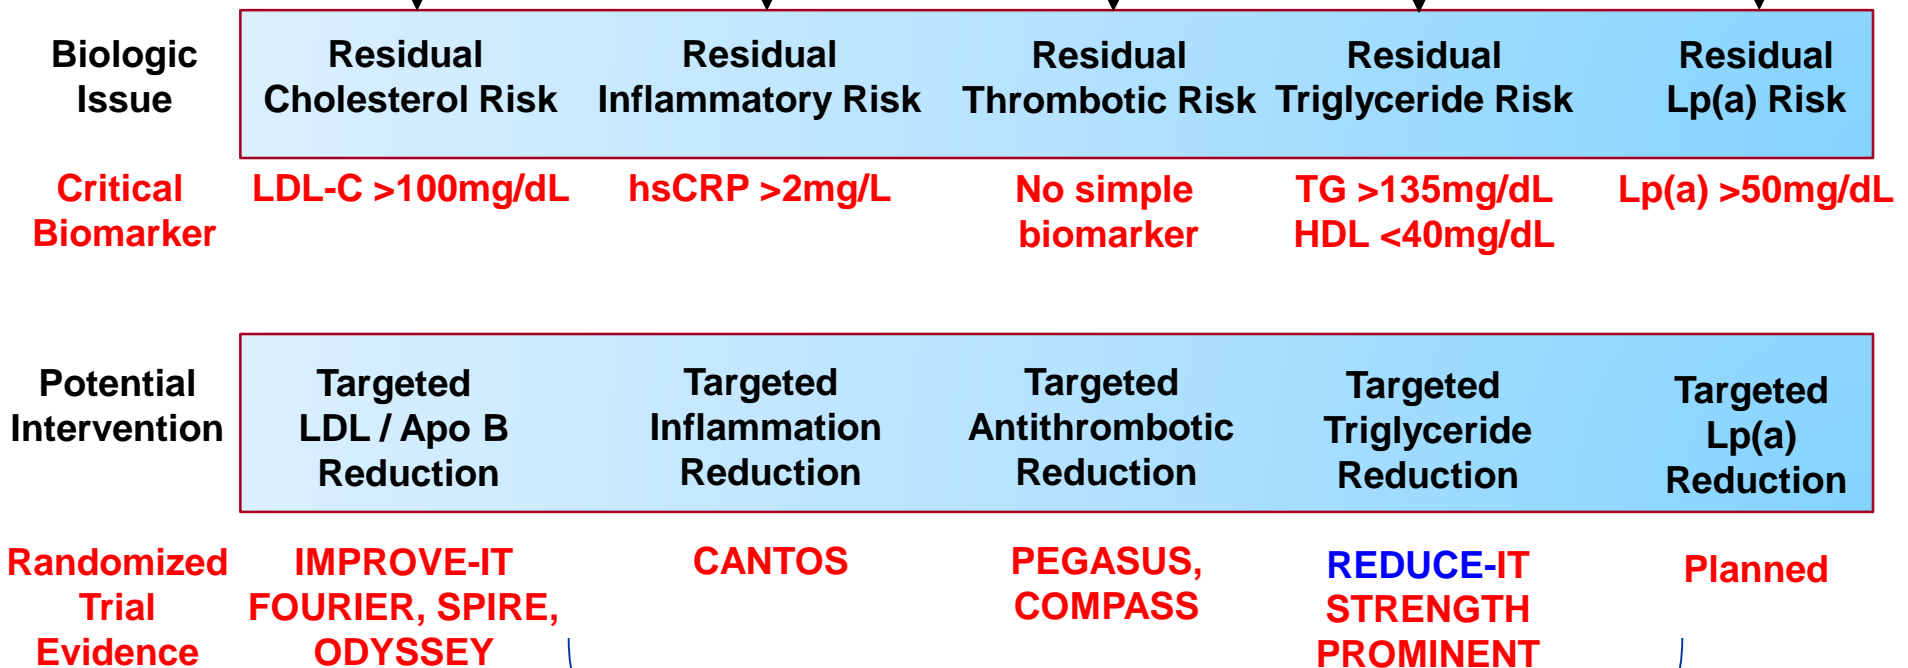 Biologic
Issue
Residual
Cholesterol Risk
Residual
Inflammatory Risk
Residual
Thrombotic Risk
Residual
Triglyceride Risk
Residual
Lp(a) Risk
Critical
Biomarker
LDL-C >100mg/dL
hsCRP >2mg/L
No simple
biomarker
TG >135mg/dL
HDL <40mg/dL
Lp(a) >50mg/dL
Potential
Intervention
Targeted
LDL / Apo B
Reduction
Targeted
Inflammation
Reduction
Targeted
Antithrombotic
Reduction
Targeted
Triglyceride
Reduction
Targeted
Lp(a)
Reduction
Randomized
Trial
Evidence
IMPROVE-IT
FOURIER, SPIRE,
ODYSSEY
CANTOS
PEGASUS,
COMPASS
REDUCE-IT
STRENGTH
PROMINENT
Planned